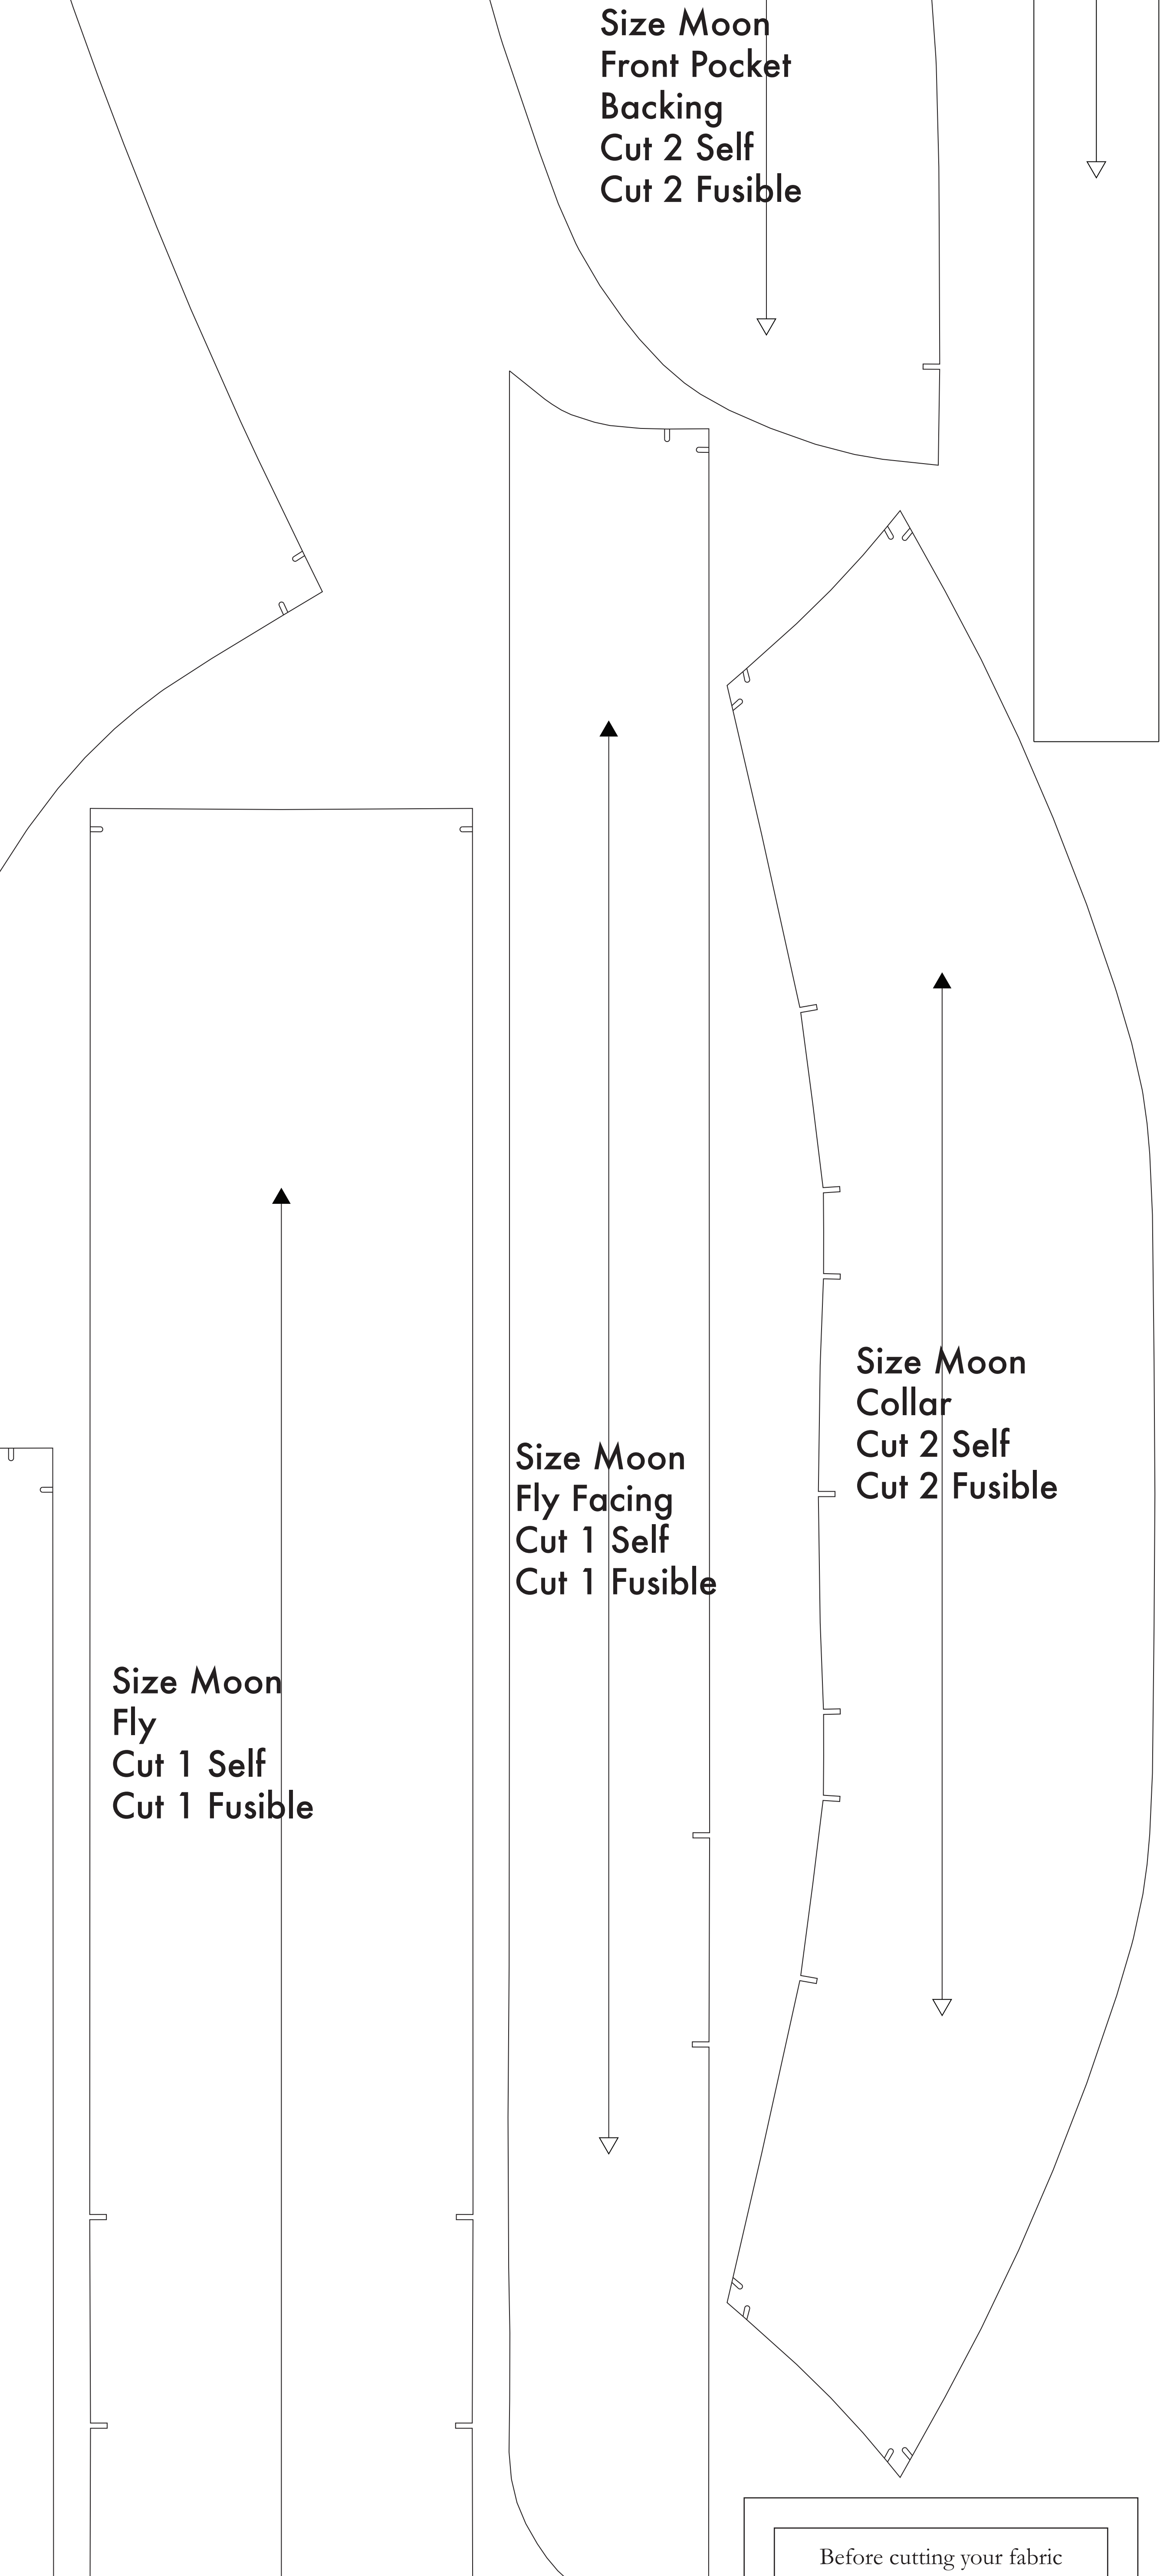 Size Moon
Front Pocket
Backing
Cut 2 Self
Cut 2 Fusible
Size Moon
Collar
Cut 2 Self
Cut 2 Fusible
Size Moon
Fly Facing
Cut 1 Self
Cut 1 Fusible
Size Moon
Fly
Cut 1 Self
Cut 1 Fusible
Before cutting your fabric